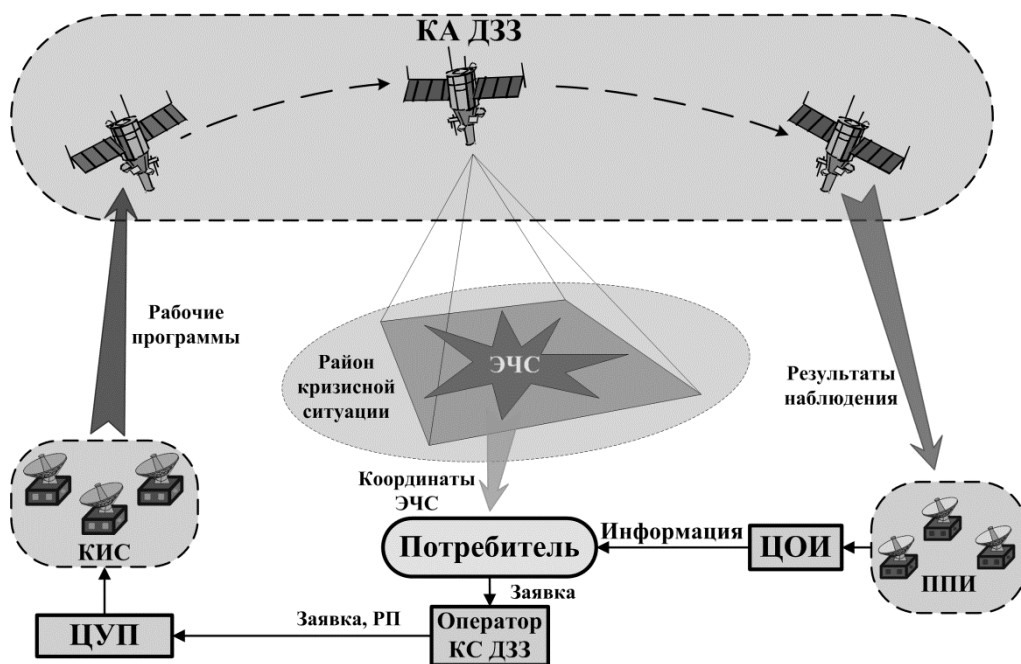 КА ДЗЗ
Рабочие
программы
Район
кризисной
ситуации
ЭЧС
Результаты
наблюдения
Координаты
ЭЧС
КИС
Потребитель
Информация
ЦОИ
ППИ
Заявка
ЦУП
Заявка, РП
Оператор
КС ДЗЗ